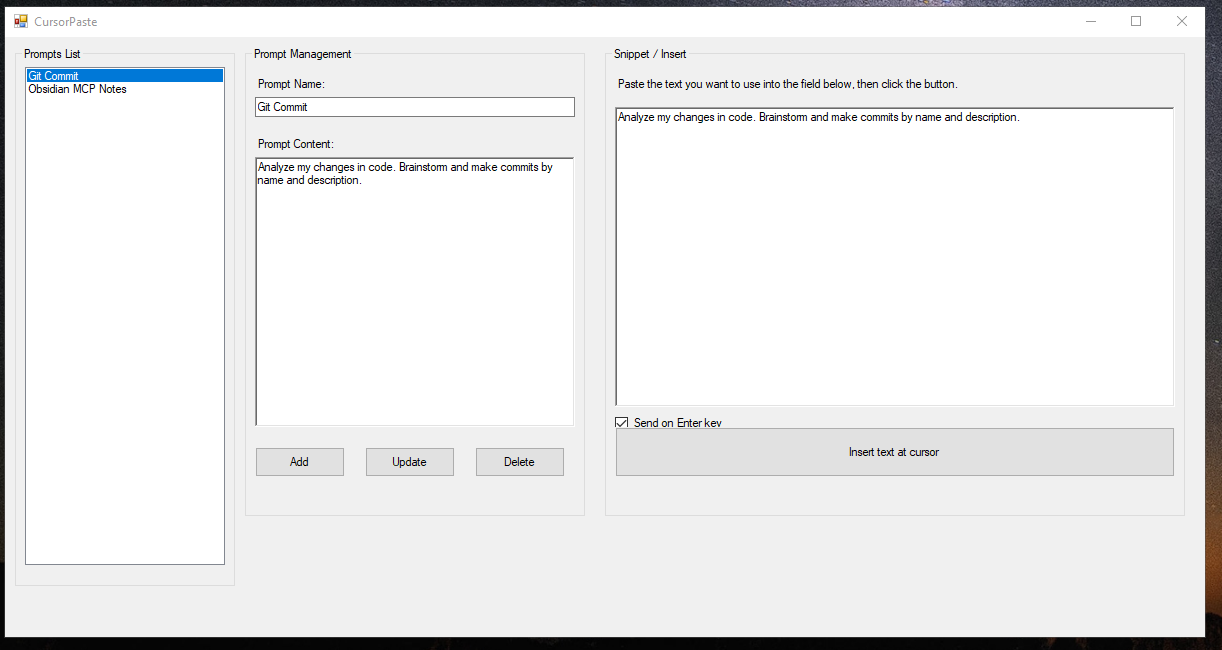 CursorPaste
Prompts List
Git Commit
Obsidian MCP Notes
Prompt Management
Prompt Name:
Git Commit
Prompt Content:
Analyze my changes in code. Brainstorm and make commits by
name and description.
Add
Update
Delete
Snippet / Insert
Paste the text you want to use into the field below, then click the button.
Analyze my changes in code. Brainstorm and make commits by name and description.
Send on Enter key
Insert text at cursor